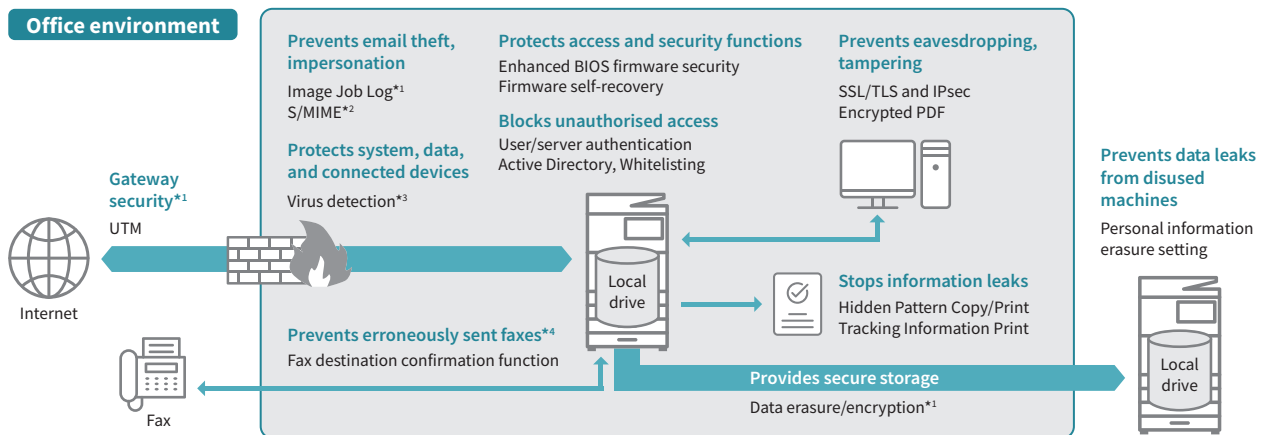 Office environment
Prevents email theft,
impersonation
Image Job Log*1
S/MIME*2
Protects system, data,
and connected devices
Virus detection*3
Protects access and security functions
Enhanced BIOS firmware security
Firmware self-recovery
Blocks unauthorised access
User/server authentication
Active Directory, Whitelisting
Prevents eavesdropping,
tampering
SSL/TLS and IPsec
Encrypted PDF
Prevents data leaks
from disused
machines
Personal information
erasure setting
Gateway
security*1
UTM
Internet
Local
drive
Stops information leaks
Hidden Pattern Copy/Print
Tracking Information Print
Prevents erroneously sent faxes*4
Fax destination confirmation function
Fax
Provides secure storage
Data erasure/encryption*1
Local
drive